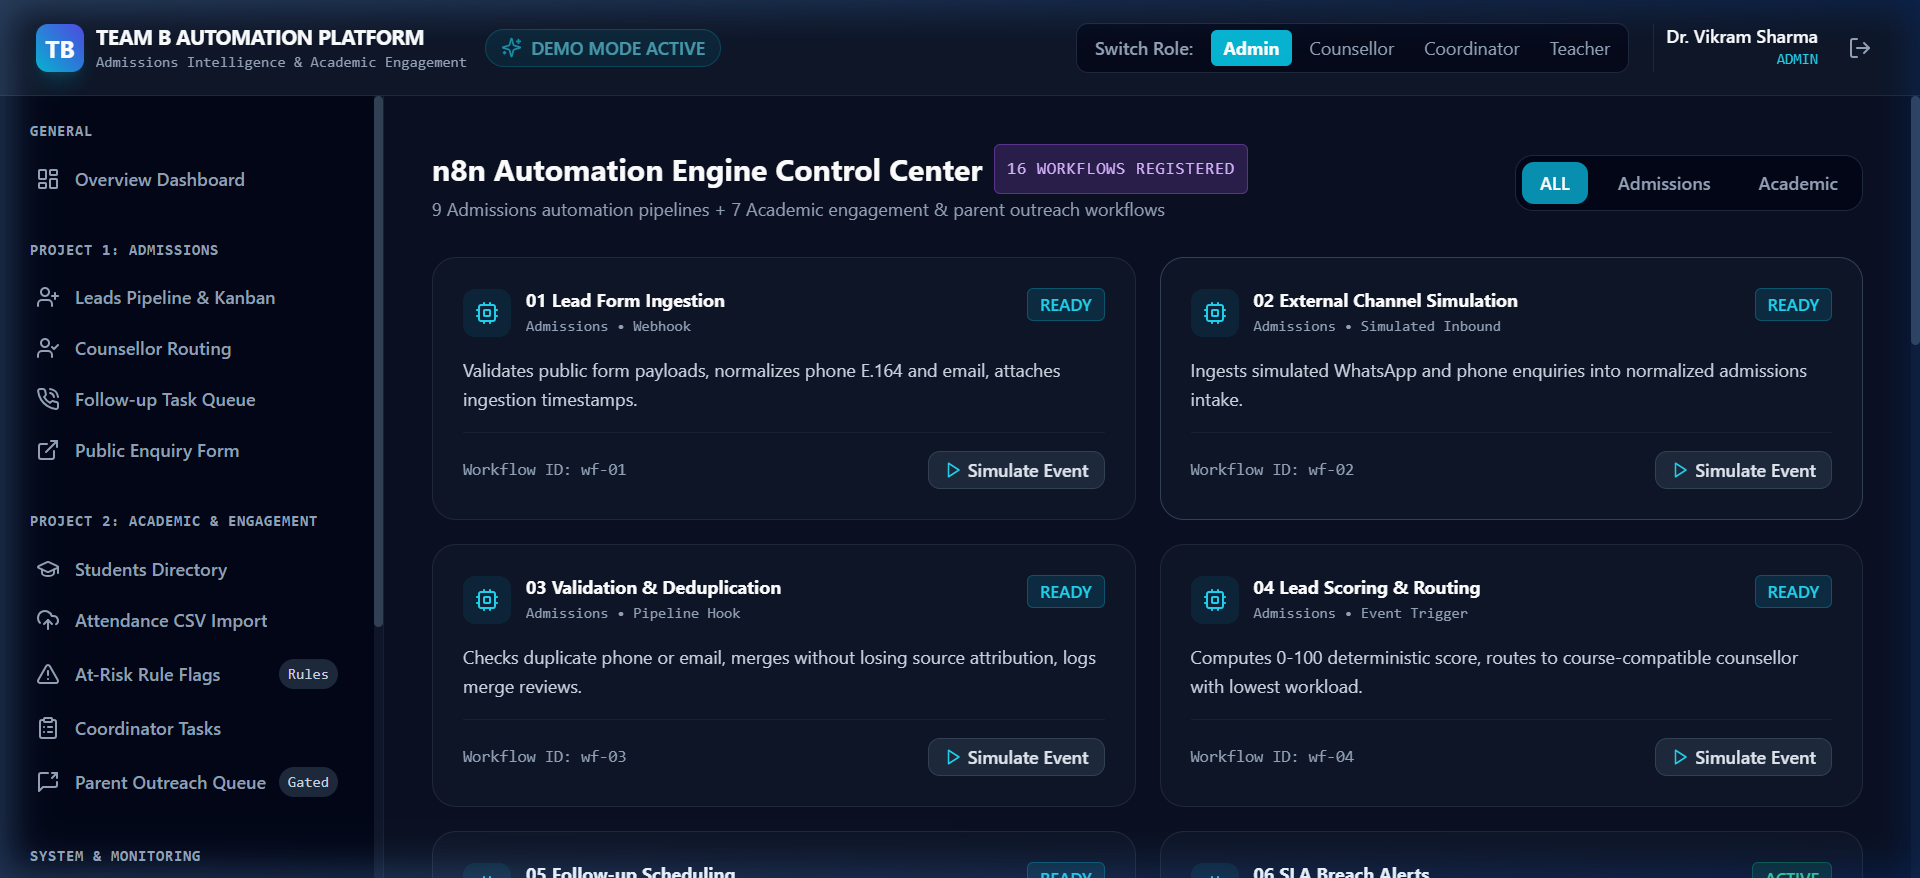 TB
TEAM B AUTOMATION PLATFORM
Admissions Intelligence & Academic Engagement
DEMO MODE ACTIVE
Switch Role:
Admin
Counsellor
Coordinator
Teacher
Dr. Vikram Sharma
ADMIN
GENERAL
Overview Dashboard
PROJECT 1: ADMISSIONS
Leads Pipeline & Kanban
Counsellor Routing
Follow-up Task Queue
Public Enquiry Form
PROJECT 2: ACADEMIC & ENGAGEMENT
Students Directory
Attendance CSV Import
At-Risk Rule Flags
Rules
Coordinator Tasks
Parent Outreach Queue
Gated
SYSTEM & MONITORING
n8n Automation Engine Control Center
16 WORKFLOWS REGISTERED
9 Admissions automation pipelines + 7 Academic engagement & parent outreach workflows
ALL
Admissions
Academic
01 Lead Form Ingestion
Admissions • Webhook
READY
Validates public form payloads, normalizes phone E.164 and email, attaches
ingestion timestamps.
Workflow ID: wf-01
Simulate Event
02 External Channel Simulation
Admissions • Simulated Inbound
READY
Ingests simulated WhatsApp and phone enquiries into normalized admissions
intake.
Workflow ID: wf-02
Simulate Event
03 Validation & Deduplication
Admissions • Pipeline Hook
READY
Checks duplicate phone or email, merges without losing source attribution, logs
merge reviews.
Workflow ID: wf-03
Simulate Event
04 Lead Scoring & Routing
Admissions • Event Trigger
READY
Computes 0-100 deterministic score, routes to course-compatible counsellor
with lowest workload.
Workflow ID: wf-04
Simulate Event
05 Follow-up Scheduling
READY
06 SLA Breach Alerts
ACTIVE